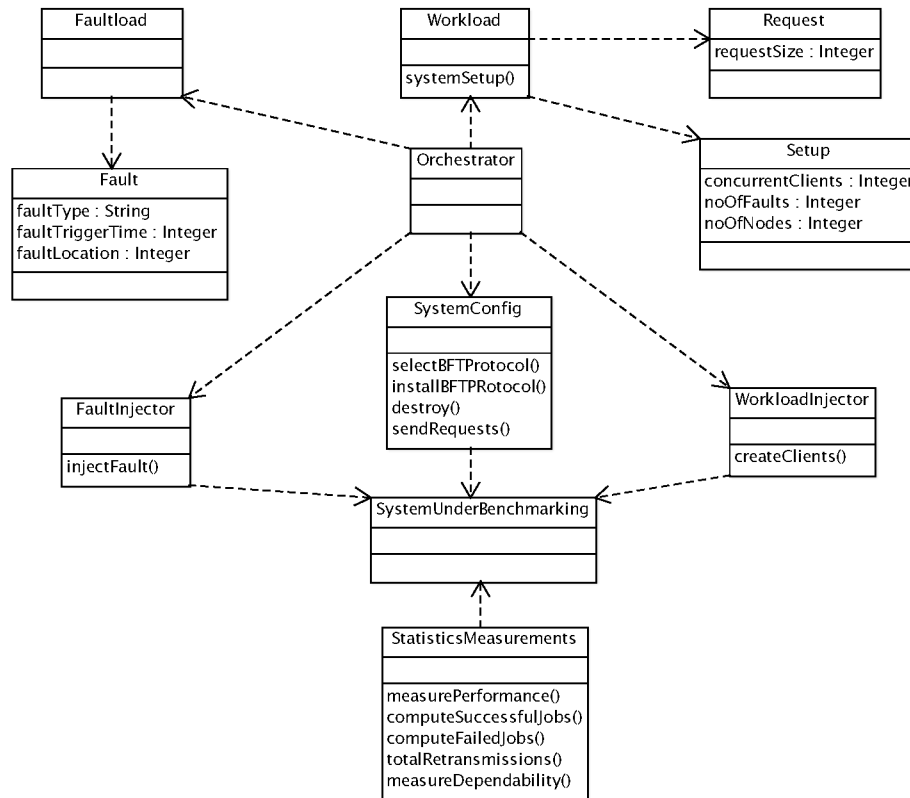 Faultload
Workload
systemSetup()
Request
requestSize : Integer
Orchestrator
Setup
concurrentClients : Integer
noOfFaults : Integer
noOfNodes : Integer
Fault
faultType : String
faultTriggerTime : Integer
faultLocation : Integer
SystemConfig
selectBFTProtocol()
installBFTPRotocol()
destroy()
sendRequests()
FaultInjector
injectFault()
WorkloadInjector
createClients()
SystemUnderBenchmarking
StatisticsMeasurements
measurePerformance()
computeSuccessfulJobs()
computeFailedJobs()
totalRetransmissions()
measureDependability()